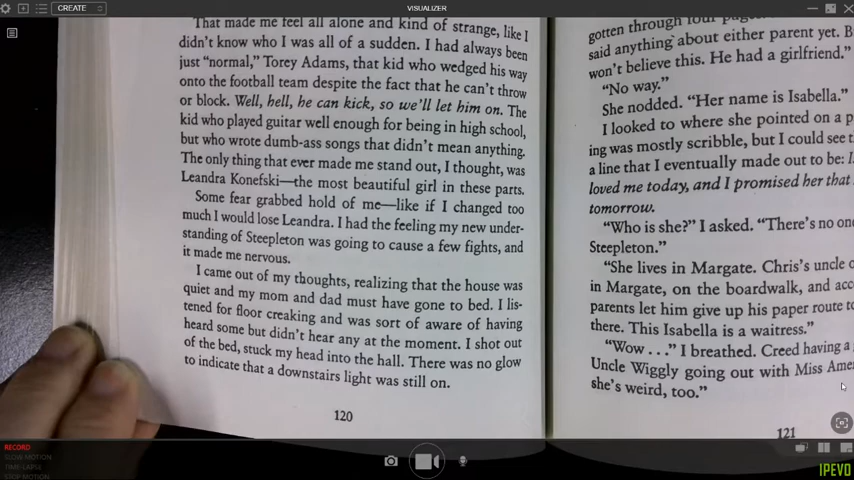 CREATE
VISUALIZER
That made me feel all alone and kind of strange, like I
didn't know who I was all of a sudden. I had always been
just "normal," Torey Adams, that kid who wedged his way
onto the football team despite the fact that he can't throw
or block. Well, hell, he can kick, so we'll let him on. The
kid who played guitar well enough for being in high school,
but who wrote dumb-ass songs that didn't mean anything.
The only thing that ever made me stand out, I thought, was
Leandra Konefski—the most beautiful girl in these parts.
Some fear grabbed hold of me—like if I changed too
much I would lose Leandra. I had the feeling my new under-
standing of Steepleton was going to cause a few fights, and
it made me nervous.
I came out of my thoughts, realizing that the house was
quiet and my mom and dad must have gone to bed. I lis-
tened for floor creaking and was sort of aware of having
heard some but didn't hear any at the moment. I shot out
of the bed, stuck my head into the hall. There was no glow
to indicate that a downstairs light was still on.
120
gotten through four
said anything about either parent yet.
won't believe this. He had a girlfriend."
"No way."
She nodded. "Her name is Isabella."
I looked to where she pointed on a
ing was mostly scribble, but I could see
a line that I eventually made out to be:
loved me today, and I promised her that
tomorrow.
"Who is she?" I asked. "There's no one
Steepleton."
"She lives in Margate. Chris's uncle
in Margate, on the boardwalk, and
parents let him give up his paper route
there. This Isabella is a waitress."
"Wow . . ." I breathed. Creed having a
Uncle Wiggly going out with Miss
she's weird, too."
121
RECORD
SLOW MOTION
TIME-LAPSE
STOP MOTION
IPEVO